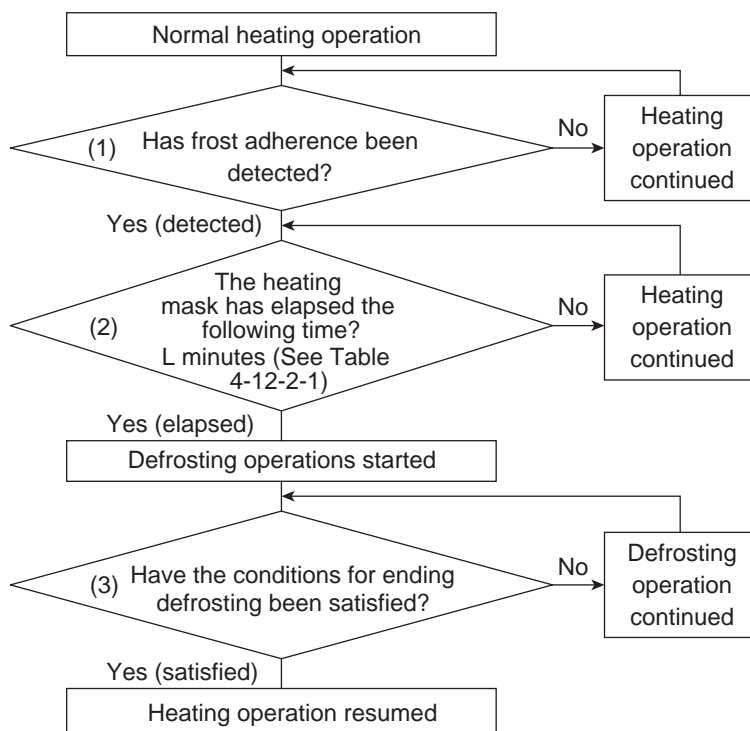 Normal heating operation
(1)
Has frost adherence been
detected?
No
Heating
operation
continued
Yes (detected)
(2)
The heating
mask has elapsed the
following time?
L minutes (See Table
4-12-2-1)
No
Heating
operation
continued
Yes (elapsed)
Defrosting operations started
(3)
Have the conditions for ending
defrosting been satisfied?
No
Defrosting
operation
continued
Yes (satisfied)
Heating operation resumed